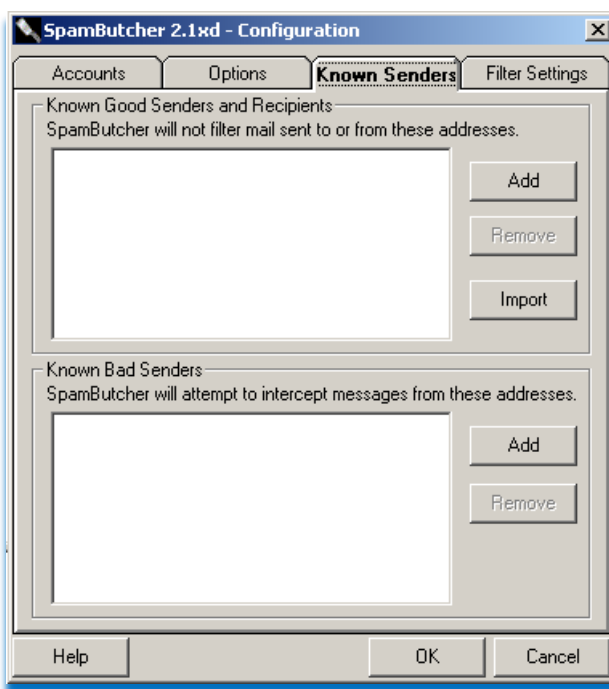 SpamButcher 2.1xd - Configuration
Accounts Options Known Senders Filter Settings
Known Good Senders and Recipients
SpamButcher will not filter mail sent to or from these addresses.
Add
Remove
Import
Known Bad Senders
SpamButcher will attempt to intercept messages from these addresses.
Add
Remove
Help OK Cancel